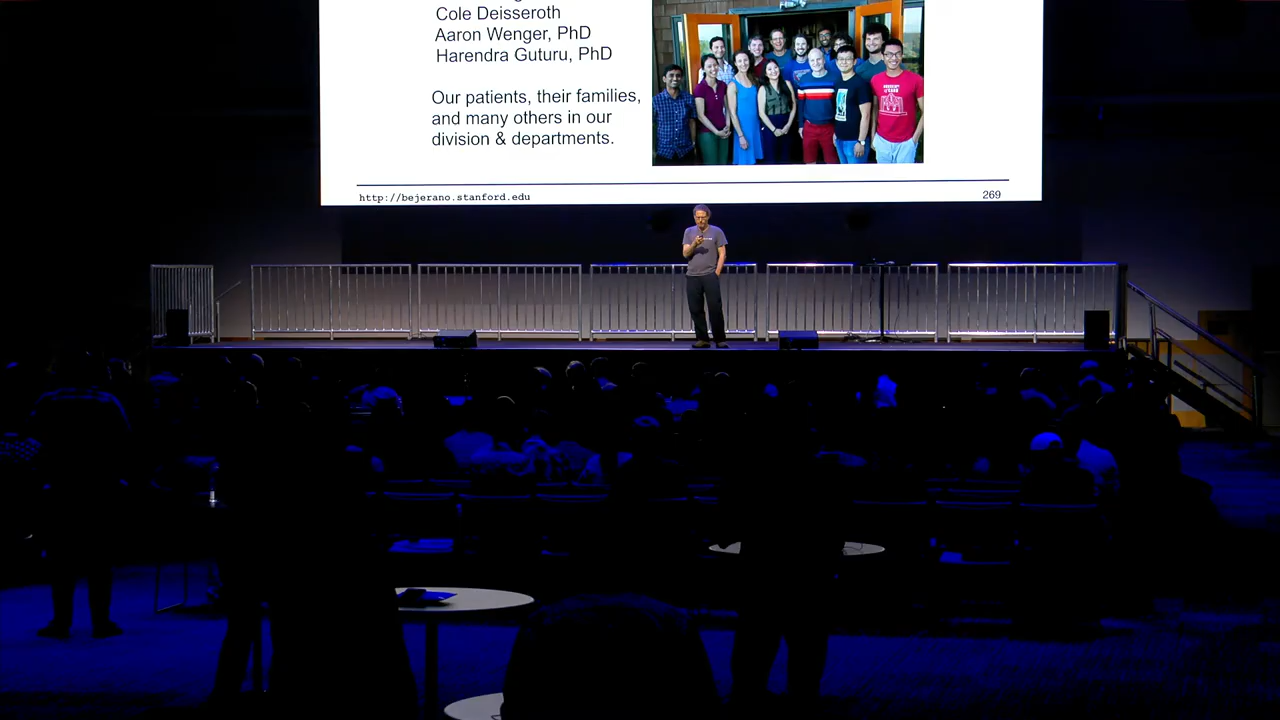 Cole Deisseroth
Aaron Wenger, PhD
Harendra Guturu, PhD
Our patients, their families,
and many others in our
division & departments.
http://bejerano.stanford.edu
269